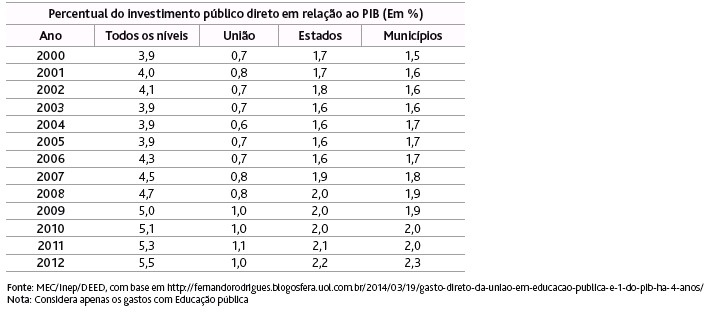 Percentual do investimento público direto em relação ao PIB (Em %)
Ano Todos os níveis União Estados Municípios
2000 3,9 0,7 1,7 1,5
2001 4,0 0,8 1,7 1,6
2002 4,1 0,7 1,8 1,6
2003 3,9 0,7 1,6 1,6
2004 3,9 0,6 1,6 1,7
2005 3,9 0,7 1,6 1,7
2006 4,3 0,7 1,6 1,7
2007 4,5 0,8 1,9 1,8
2008 4,7 0,8 2,0 1,9
2009 5,0 1,0 2,0 1,9
2010 5,1 1,0 2,0 2,0
2011 5,3 1,1 2,1 2,0
2012 5,5 1,0 2,2 2,3
Fonte: MEC/Inep/DEED, com base em http://fernandorodrigues.blogosfera.uol.com.br/2014/03/19/gasto-direto-da-uniao-em-educacao-publica-e-1-do-pib-ha-4-anos/
Nota: Considera apenas os gastos com Educação pública